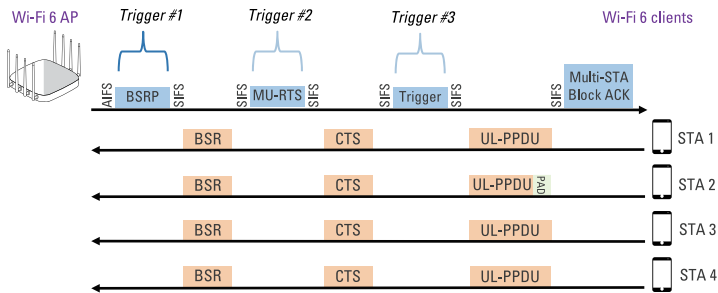 Wi-Fi 6 AP
Trigger #1
Trigger #2
Trigger #3
Wi-Fi 6 clients
AIFS
BSRP
SIFS
SIFS
MU-RTS
SIFS
SIFS
Trigger
SIFS
SIFS
Multi-STA
Block ACK
BSR
CTS
UL-PPDU
STA 1
BSR
CTS
UL-PPDU
PAD
STA 2
BSR
CTS
UL-PPDU
STA 3
BSR
CTS
UL-PPDU
STA 4